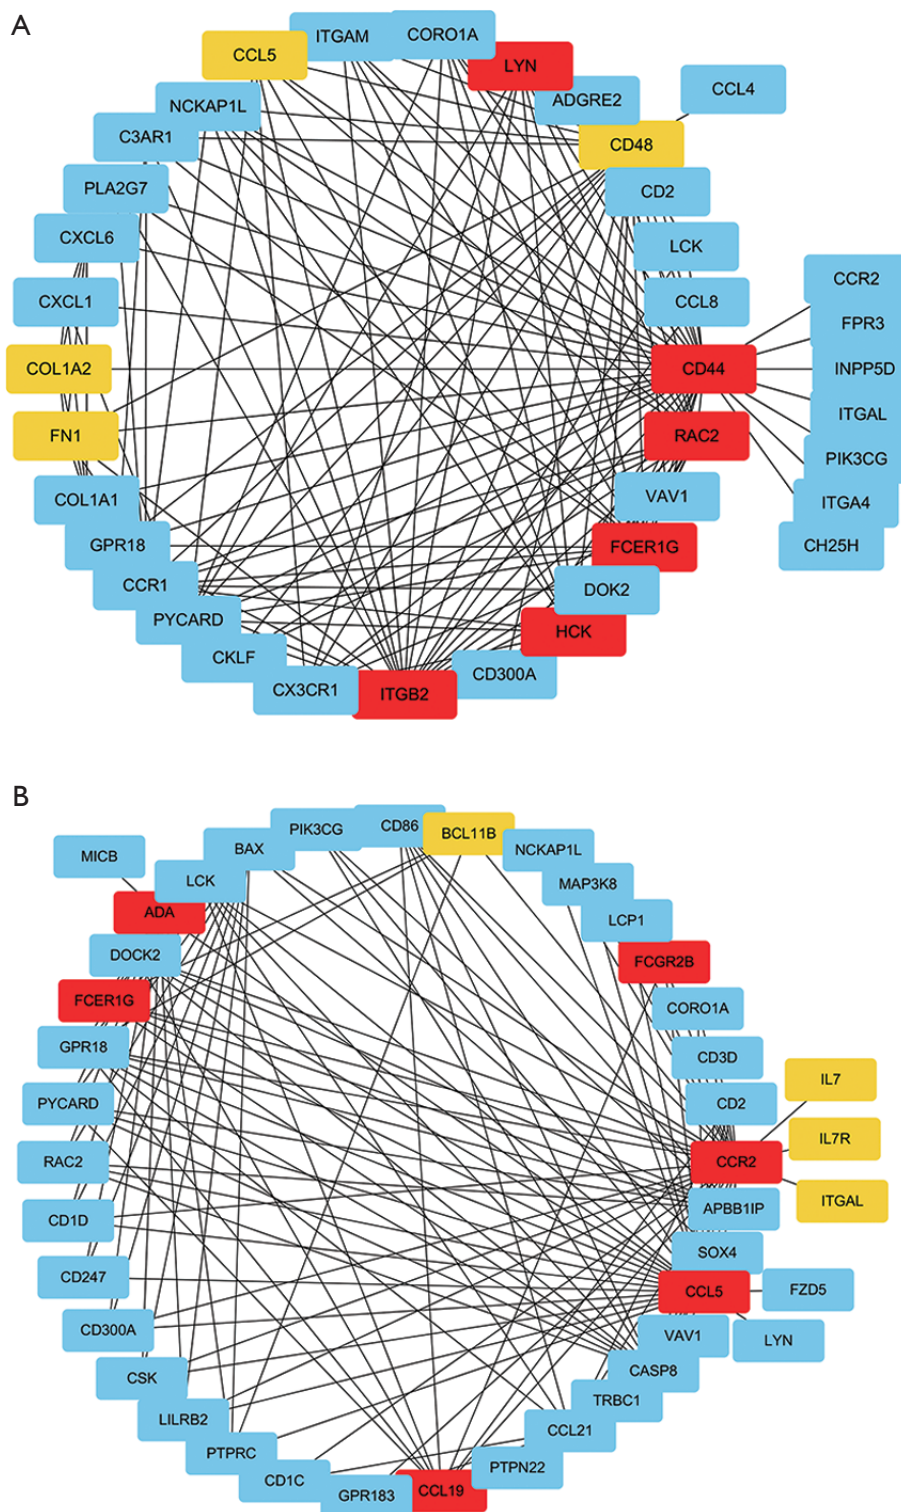 A
ITGAM
CORO1A
CCL5
LYN
CCL4
NCKAP1L
ADGRE2
C3AR1
CD48
PLA2G7
CD2
CXCL6
LCK
CCR2
CXCL1
CCL8
FPR3
COL1A2
CD44
INPP5D
ITGAL
FN1
RAC2
PIK3CG
COL1A1
VAV1
ITGA4
GPR18
FCER1G
CH25H
CCR1
DOK2
PYCARD
HCK
CKLF
CD300A
CX3CR1
ITGB2
B
PIK3CG
CD86
BCL11B
MICB
BAX
NCKAP1L
LCK
MAP3K8
ADA
LCP1
DOCK2
FCGR2B
FCER1G
CORO1A
GPR18
CD3D
IL7
PYCARD
CD2
IL7R
RAC2
CCR2
ITGAL
CD1D
APBB1IP
SOX4
CD247
CCL5
FZD5
CD300A
VAV1
LYN
CSK
CASP8
TRBC1
LILRB2
CCL21
PTPRC
PTPN22
CD1C
CCL19
GPR183